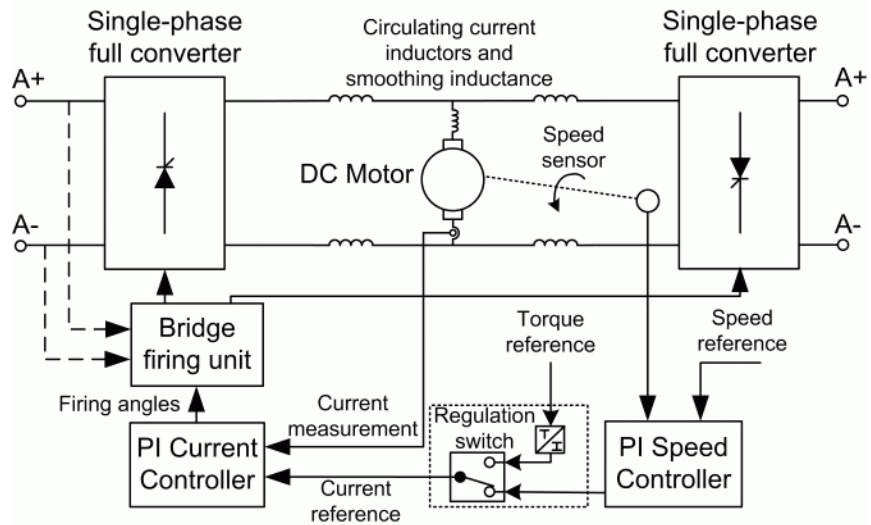 Single-phase
full converter
Circulating current
inductors and
smoothing inductance
Single-phase
full converter
A+
A+
DC Motor
Speed
sensor
A-
A-
Bridge
firing unit
Torque
reference
Speed
reference
Firing angles
Current
measurement
Regulation
switch
T
I
PI Current
Controller
PI Speed
Controller
Current
reference